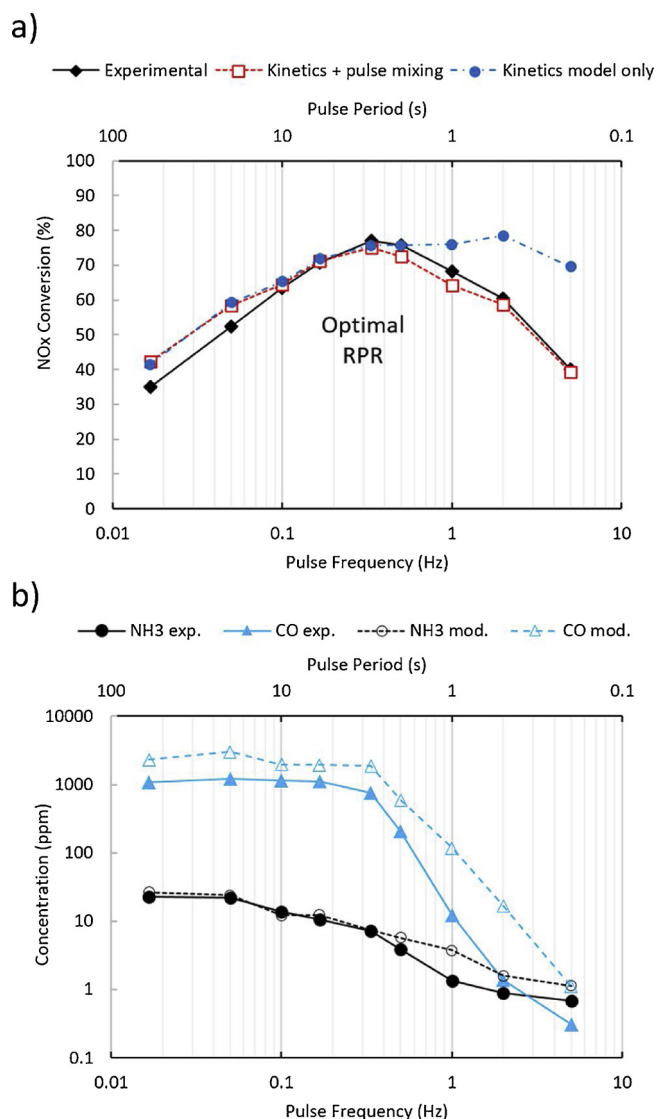 a)
Experimental Kinetics + pulse mixing Kinetics model only
Pulse Period (s)
100 10 1 0.1
100
90
80
70
60
50
40
30
20
10
0
NOx Conversion (%)
Optimal
RPR
0.01 0.1 1 10
Pulse Frequency (Hz)
b)
NH3 exp. CO exp. NH3 mod. CO mod.
Pulse Period (s)
100 10 1 0.1
10000
1000
100
10
1
0.1
Concentration (ppm)
0.01 0.1 1 10
Pulse Frequency (Hz)